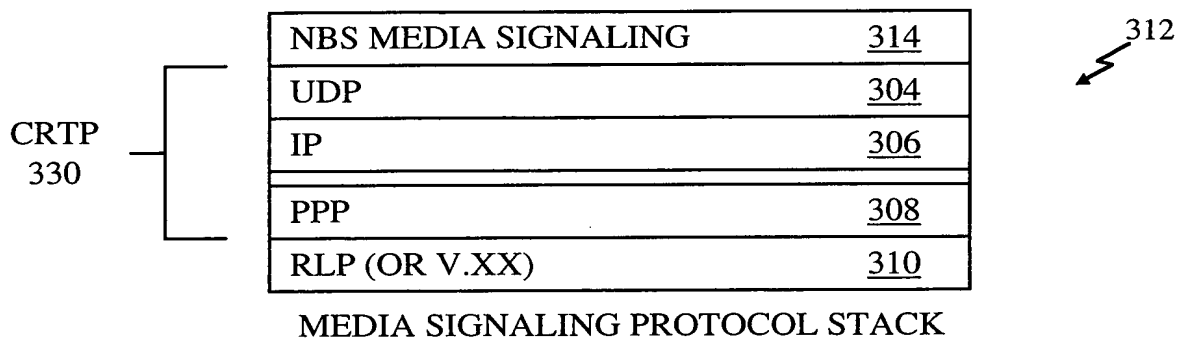 NBS MEDIA SIGNALING 314
312
UDP 304
CRTP
330
IP 306
PPP 308
RLP (OR V.XX) 310
MEDIA SIGNALING PROTOCOL STACK